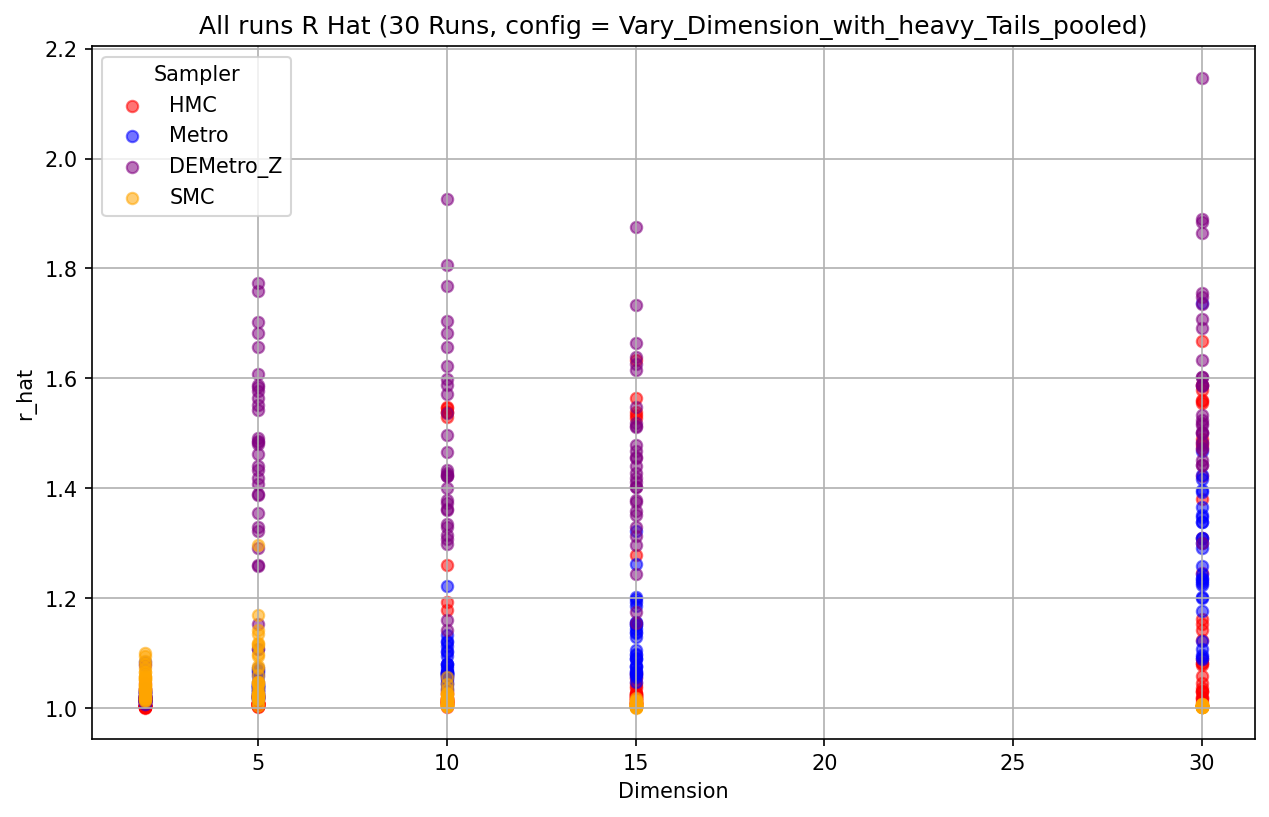 All runs R Hat (30 Runs, config = Vary_Dimension_with_heavy_Tails_pooled)
2.2
2.0
1.8
1.6
1.4
1.2
1.0
r_hat
Sampler
HMC
Metro
DEMetro_Z
SMC
5 10 15 20 25 30
Dimension